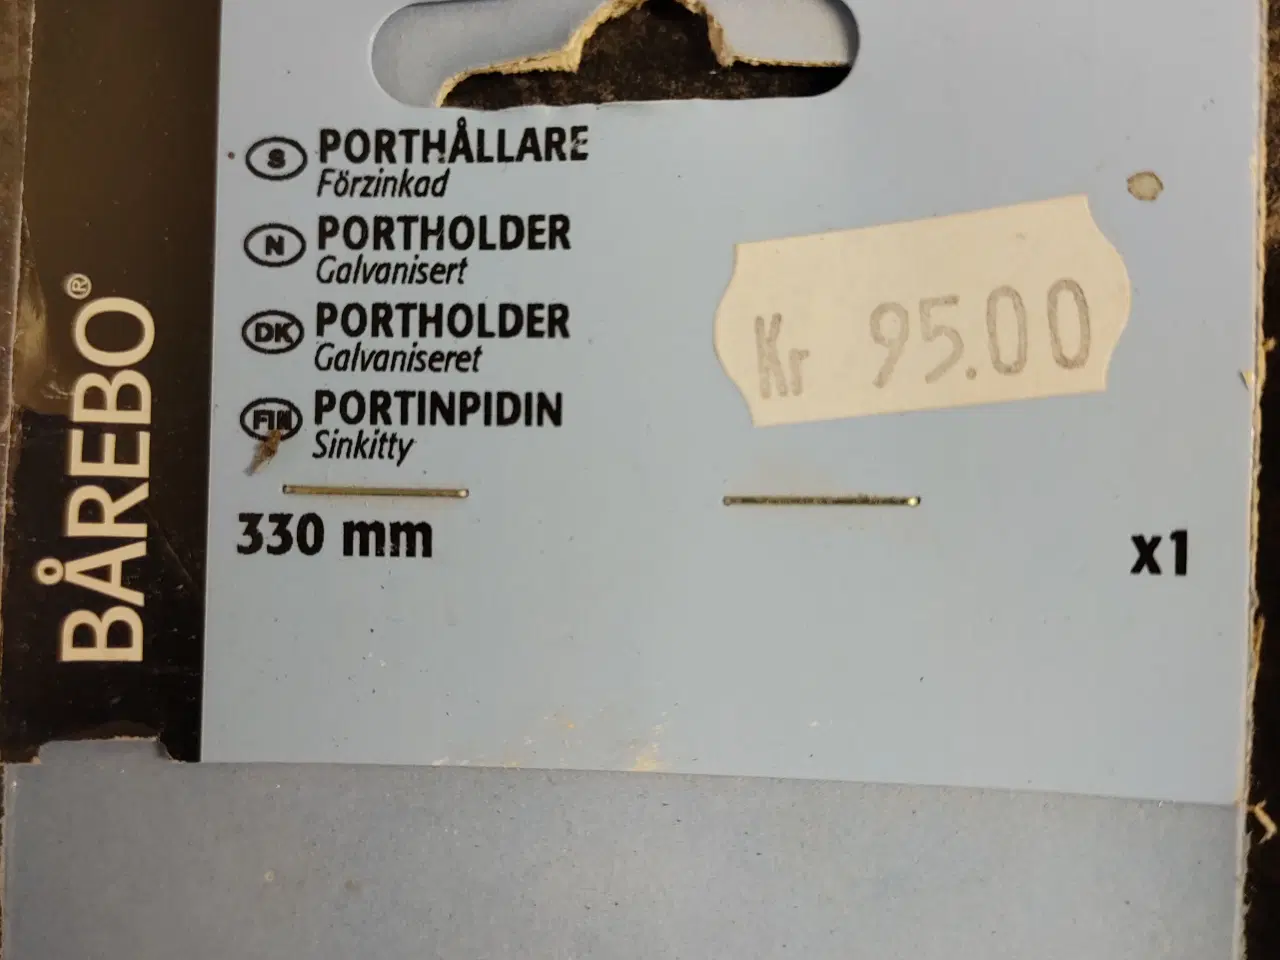 BÅREBO®
S PORTHÅLLARE
Förzinkad
N PORTHOLDER
Galvanisert
DK PORTHOLDER
Galvaniseret
FIN PORTINPIDIN
Sinkitty
Kr 95.00
330 mm
x1